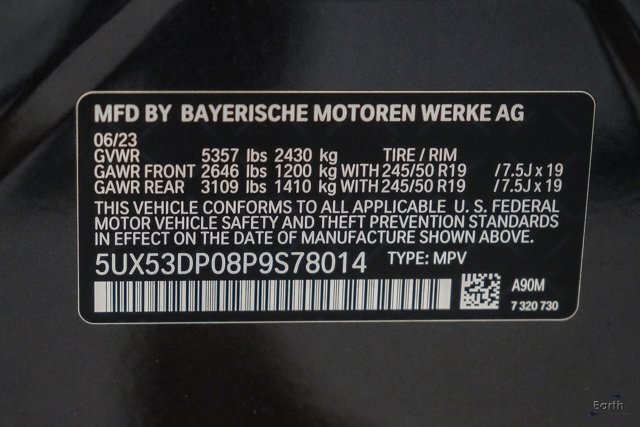 MFD BY BAYERISCHE MOTOREN WERKE AG
06/23
GVWR 5357 lbs 2430 kg TIRE / RIM
GAWR FRONT 2646 lbs 1200 kg WITH 245/50 R19 / 7.5J x 19
GAWR REAR 3109 lbs 1410 kg WITH 245/50 R19 / 7.5J x 19
THIS VEHICLE CONFORMS TO ALL APPLICABLE U. S. FEDERAL
MOTOR VEHICLE SAFETY AND THEFT PREVENTION STANDARDS
IN EFFECT ON THE DATE OF MANUFACTURE SHOWN ABOVE.
5UX53DP08P9S78014 TYPE: MPV
A90M
7 320 730
Earth